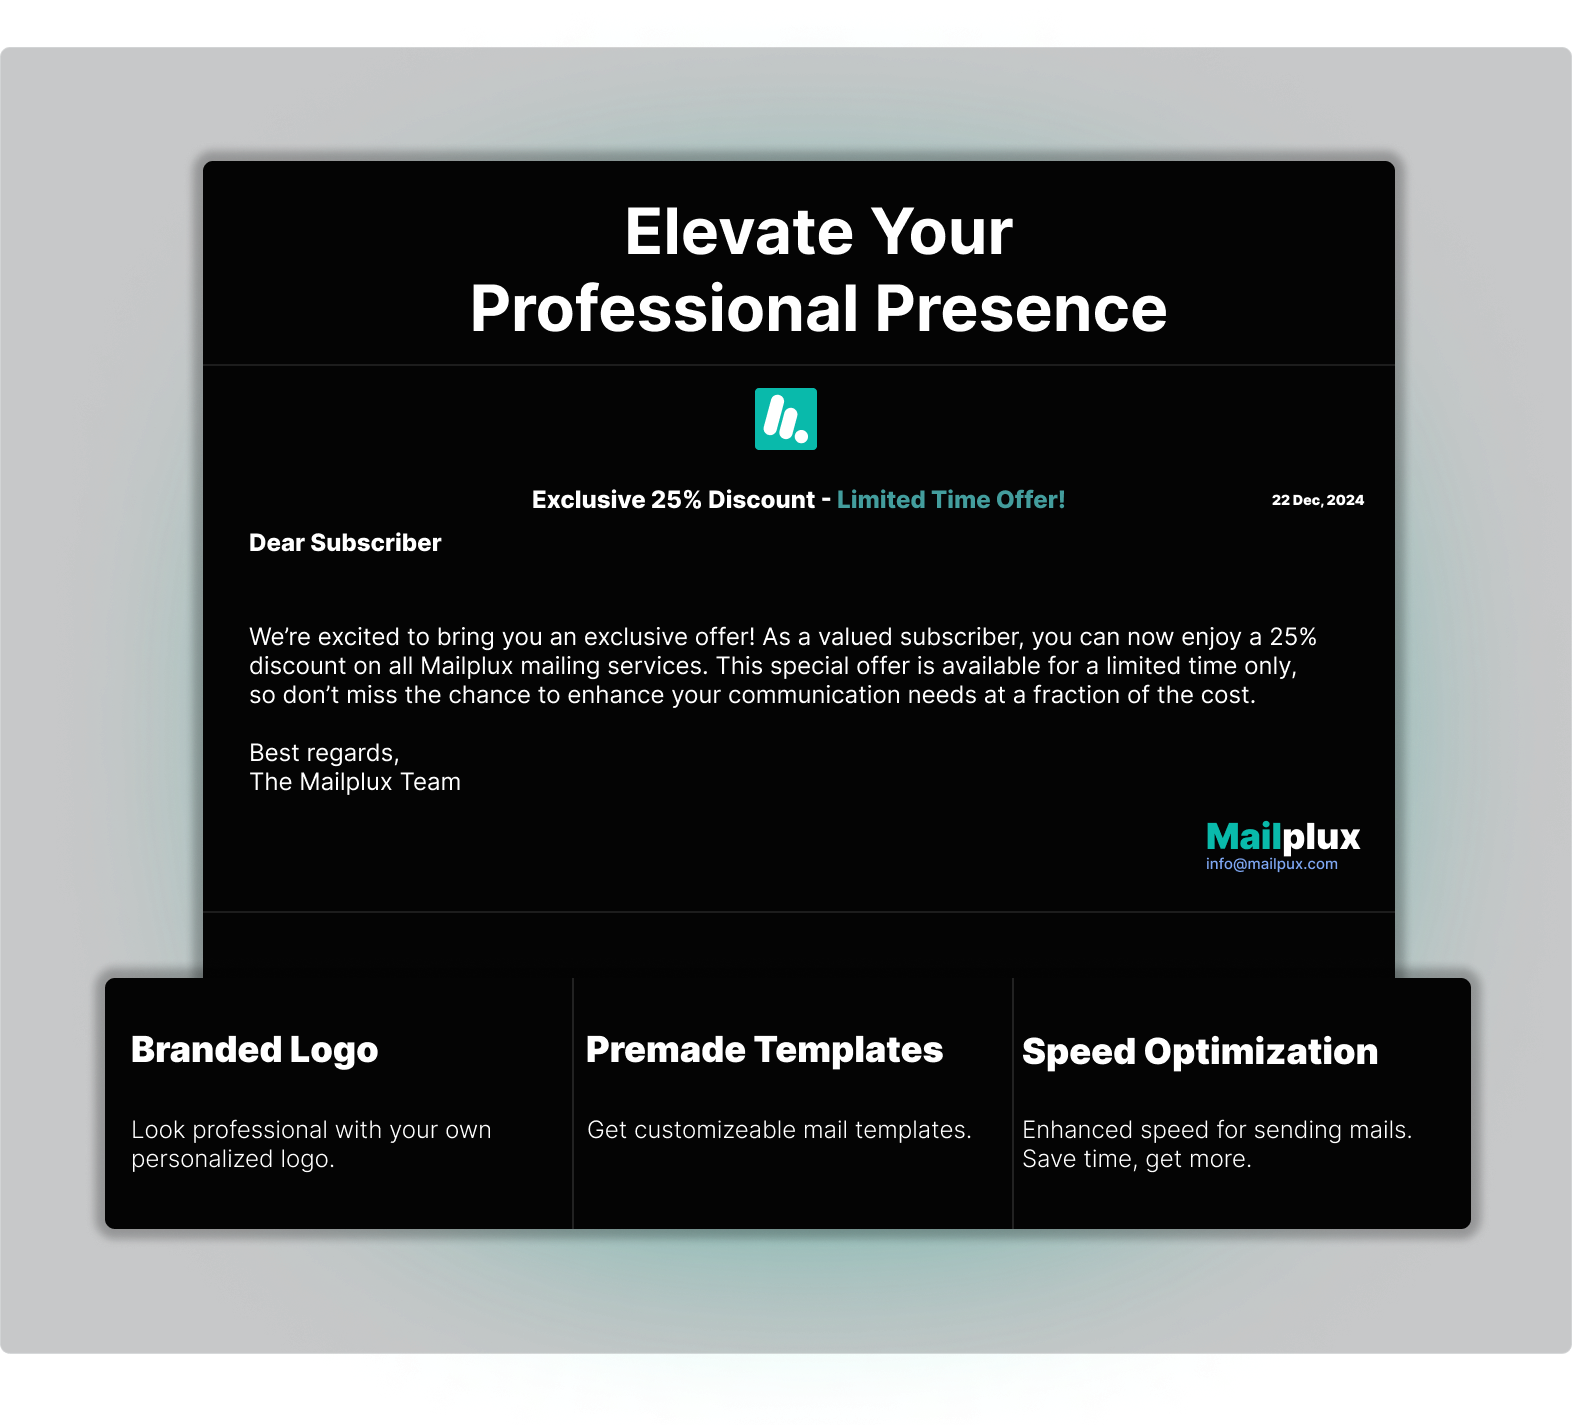 Elevate Your
Professional Presence
Exclusive 25% Discount - Limited Time Offer!
22 Dec, 2024
Dear Subscriber
We’re excited to bring you an exclusive offer! As a valued subscriber, you can now enjoy a 25%
discount on all Mailplux mailing services. This special offer is available for a limited time only,
so don’t miss the chance to enhance your communication needs at a fraction of the cost.
Best regards,
The Mailplux Team
Mailplux
info@mailpux.com
Branded Logo
Look professional with your own
personalized logo.
Premade Templates
Get customizeable mail templates.
Speed Optimization
Enhanced speed for sending mails.
Save time, get more.